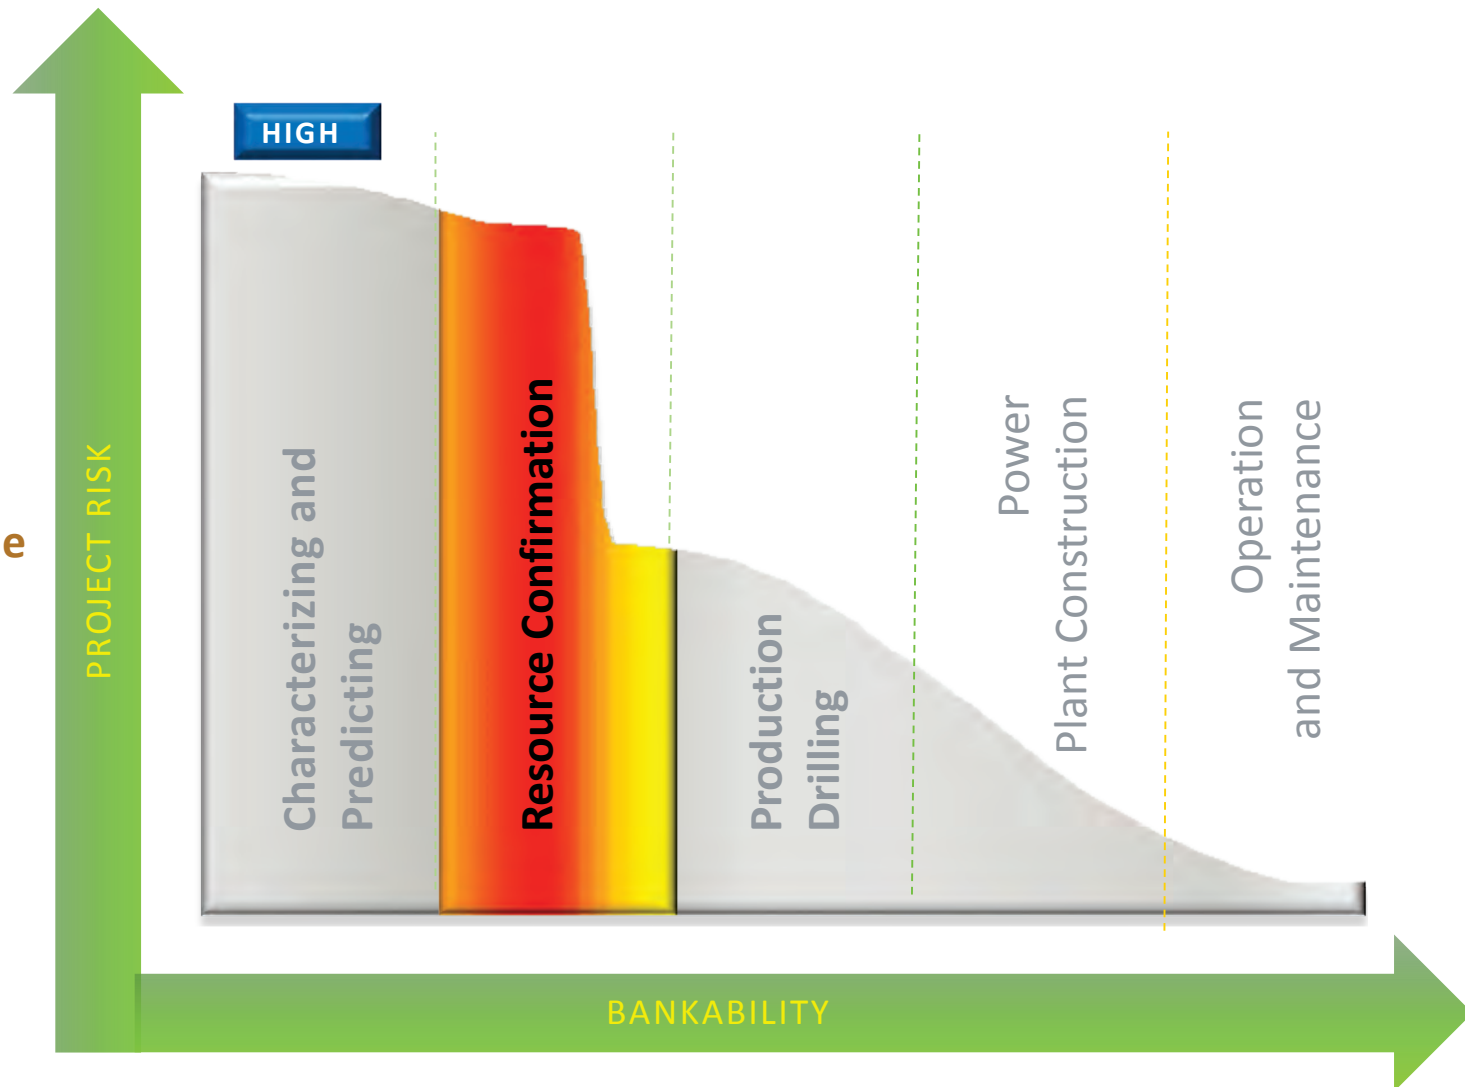 HIGH
PROJECT RISK
e
Characterizing and
Predicting
Resource Confirmation
Production
Drilling
Power
Plant Construction
Operation
and Maintenance
BANKABILITY